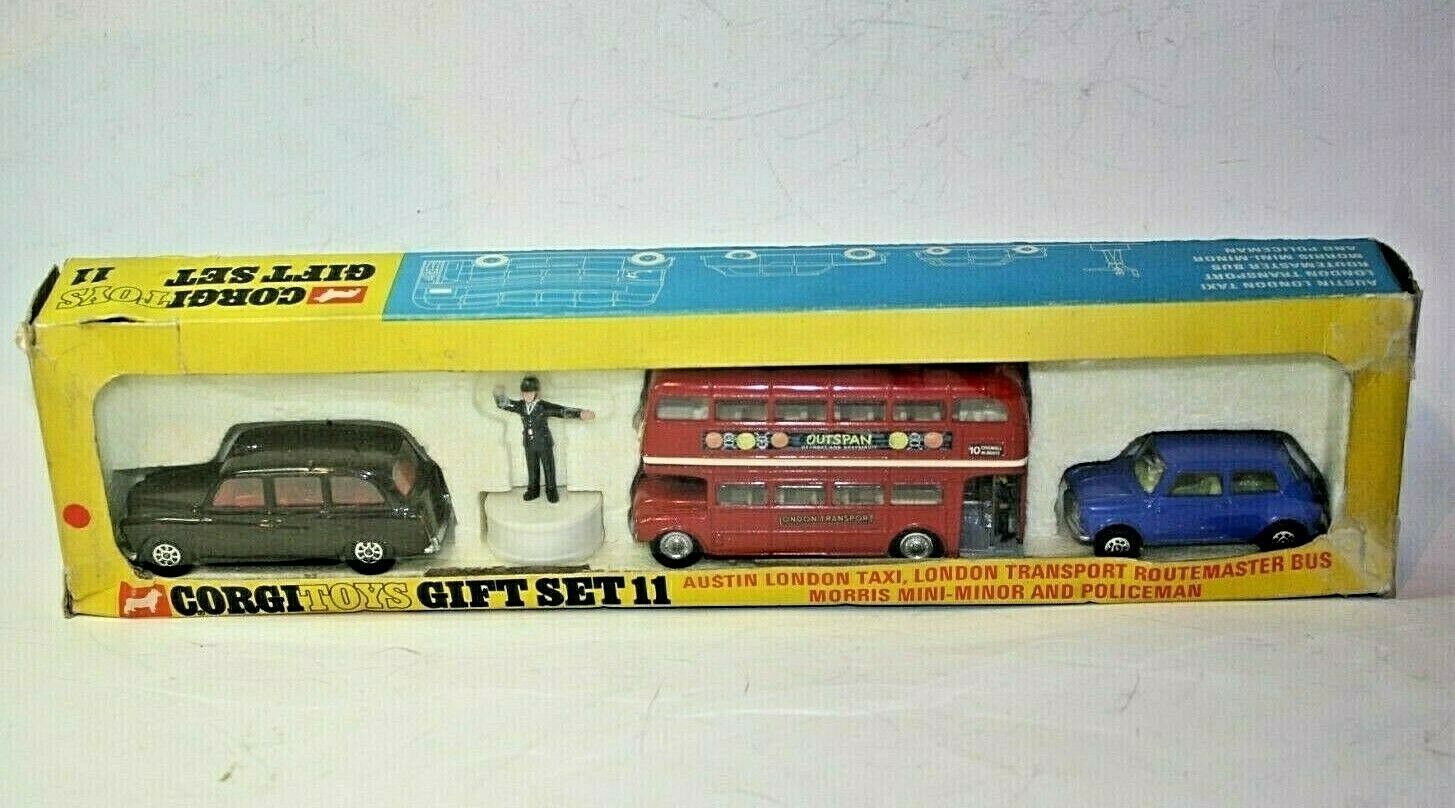 CORGI TOYS
GIFT SET
11
AUSTIN LONDON TAXI
LONDON TRANSPORT
ROUTEMASTER BUS
MORRIS MINI-MINOR
AND POLICEMAN
OUTSPAN
10
LONDON TRANSPORT
CORGI TOYS GIFT SET 11
AUSTIN LONDON TAXI, LONDON TRANSPORT ROUTEMASTER BUS
MORRIS MINI-MINOR AND POLICEMAN